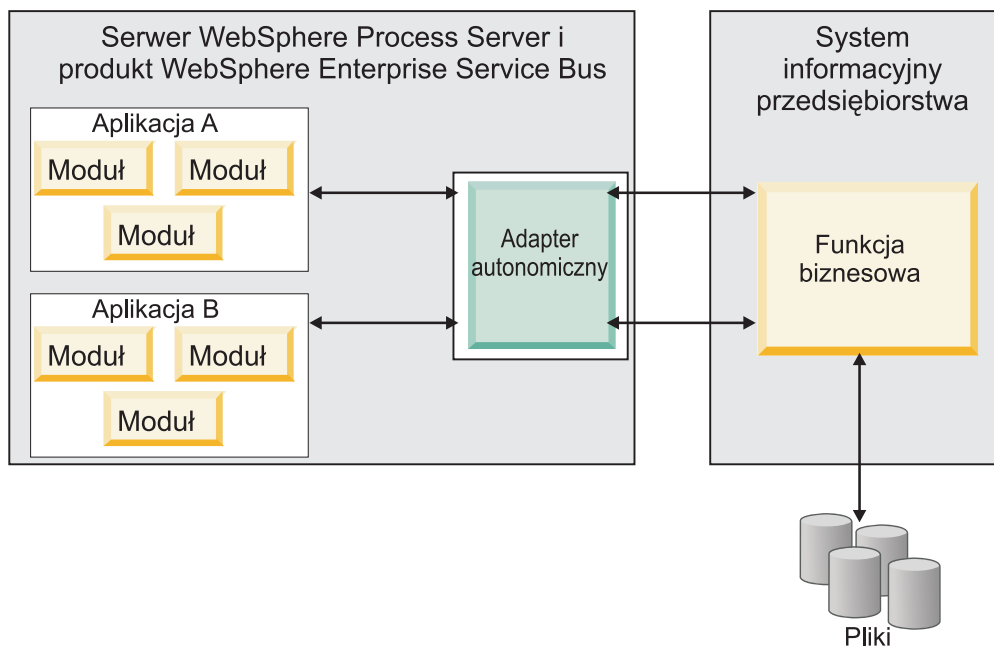 Serwer WebSphere Process Server i
produkt WebSphere Enterprise Service Bus
Aplikacja A
Moduł
Moduł
Moduł
Aplikacja B
Moduł
Moduł
Moduł
Adapter
autonomiczny
System
informacyjny
przedsiębiorstwa
Funkcja
biznesowa
Pliki